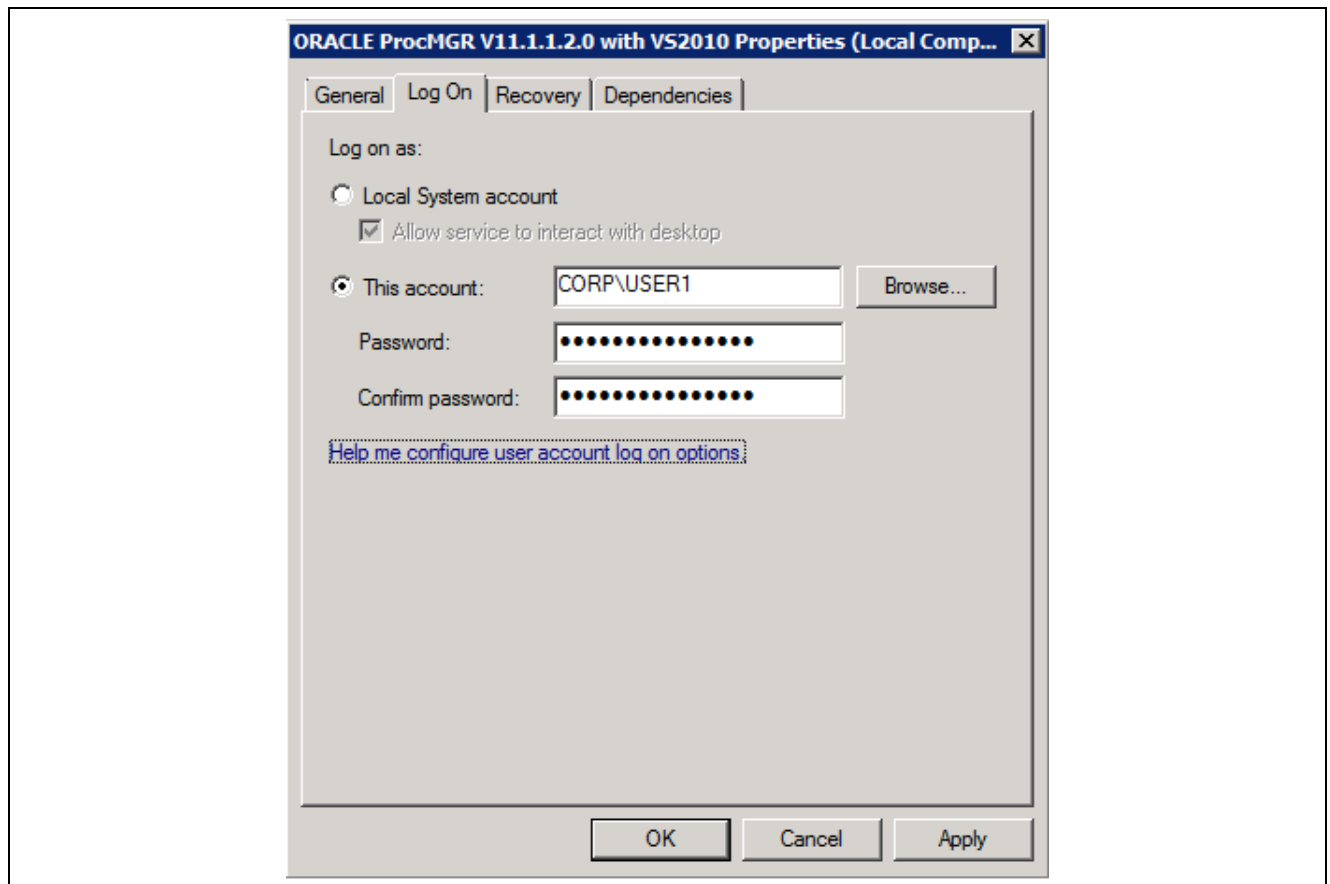 ORACLE ProcMGR V11.1.1.2.0 with VS2010 Properties (Local Comp...
General Log On Recovery Dependencies
Log on as:
Local System account
Allow service to interact with desktop
This account: CORP\USER1 Browse...
Password: •••••••••••••••
Confirm password: •••••••••••••••
Help me configure user account log on options.
OK Cancel Apply